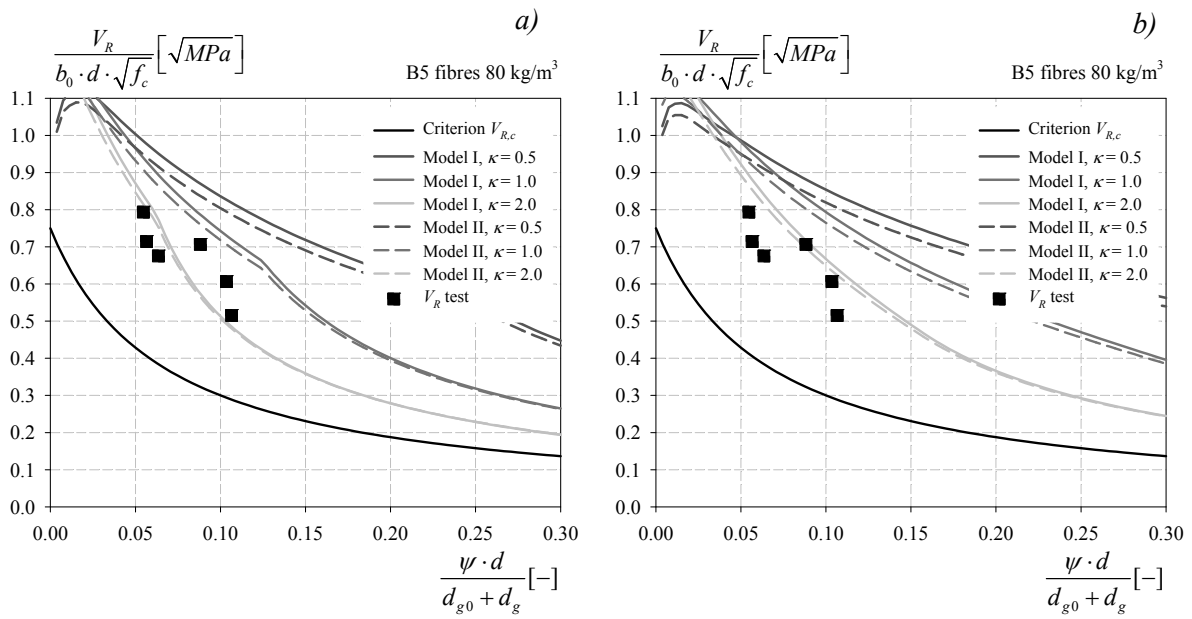 a)
V_R / (b_0 · d · √f_c) [√MPa]
B5 fibres 80 kg/m³
1.1
1.0
0.9
0.8
0.7
0.6
0.5
0.4
0.3
0.2
0.1
0.0
Criterion V_{R,c}
Model I, κ = 0.5
Model I, κ = 1.0
Model I, κ = 2.0
Model II, κ = 0.5
Model II, κ = 1.0
Model II, κ = 2.0
V_R test
0.00 0.05 0.10 0.15 0.20 0.25 0.30
ψ · d / (d_{g0} + d_g) [−]
b)
V_R / (b_0 · d · √f_c) [√MPa]
B5 fibres 80 kg/m³
1.1
1.0
0.9
0.8
0.7
0.6
0.5
0.4
0.3
0.2
0.1
0.0
Criterion V_{R,c}
Model I, κ = 0.5
Model I, κ = 1.0
Model I, κ = 2.0
Model II, κ = 0.5
Model II, κ = 1.0
Model II, κ = 2.0
V_R test
0.00 0.05 0.10 0.15 0.20 0.25 0.30
ψ · d / (d_{g0} + d_g) [−]